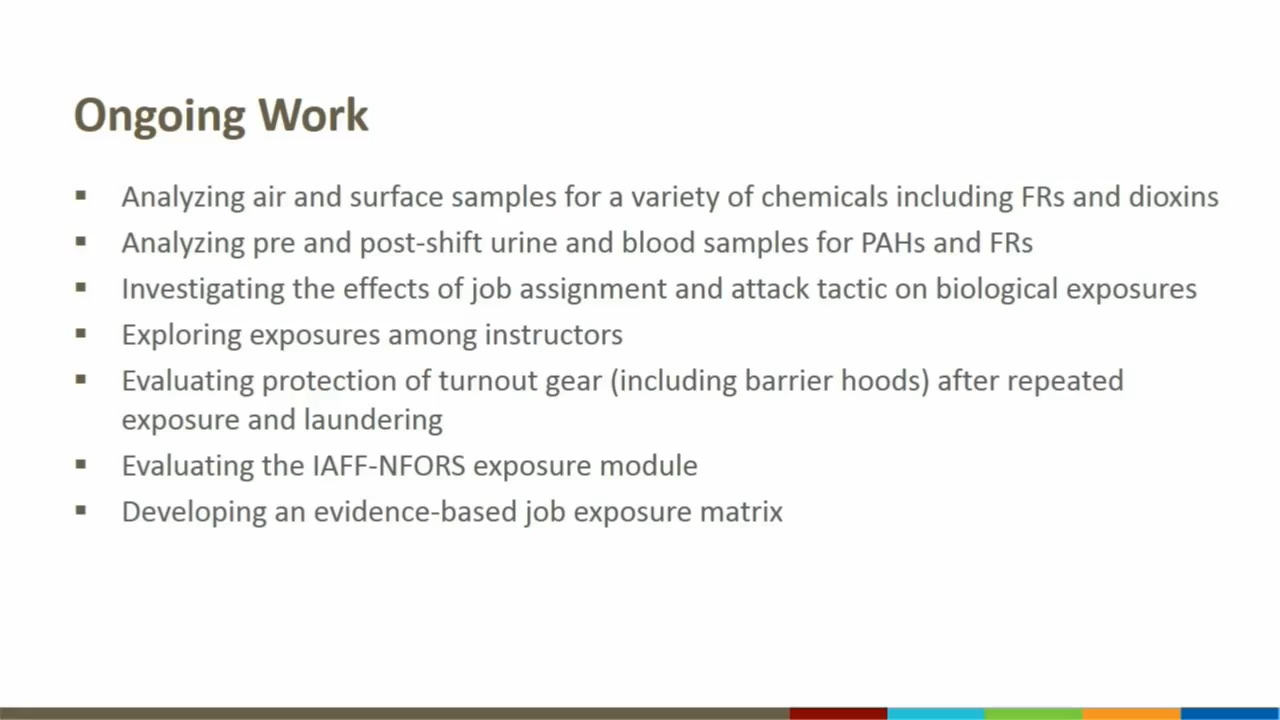 Ongoing Work
▪ Analyzing air and surface samples for a variety of chemicals including FRs and dioxins
▪ Analyzing pre and post-shift urine and blood samples for PAHs and FRs
▪ Investigating the effects of job assignment and attack tactic on biological exposures
▪ Exploring exposures among instructors
▪ Evaluating protection of turnout gear (including barrier hoods) after repeated
exposure and laundering
▪ Evaluating the IAFF-NFORS exposure module
▪ Developing an evidence-based job exposure matrix